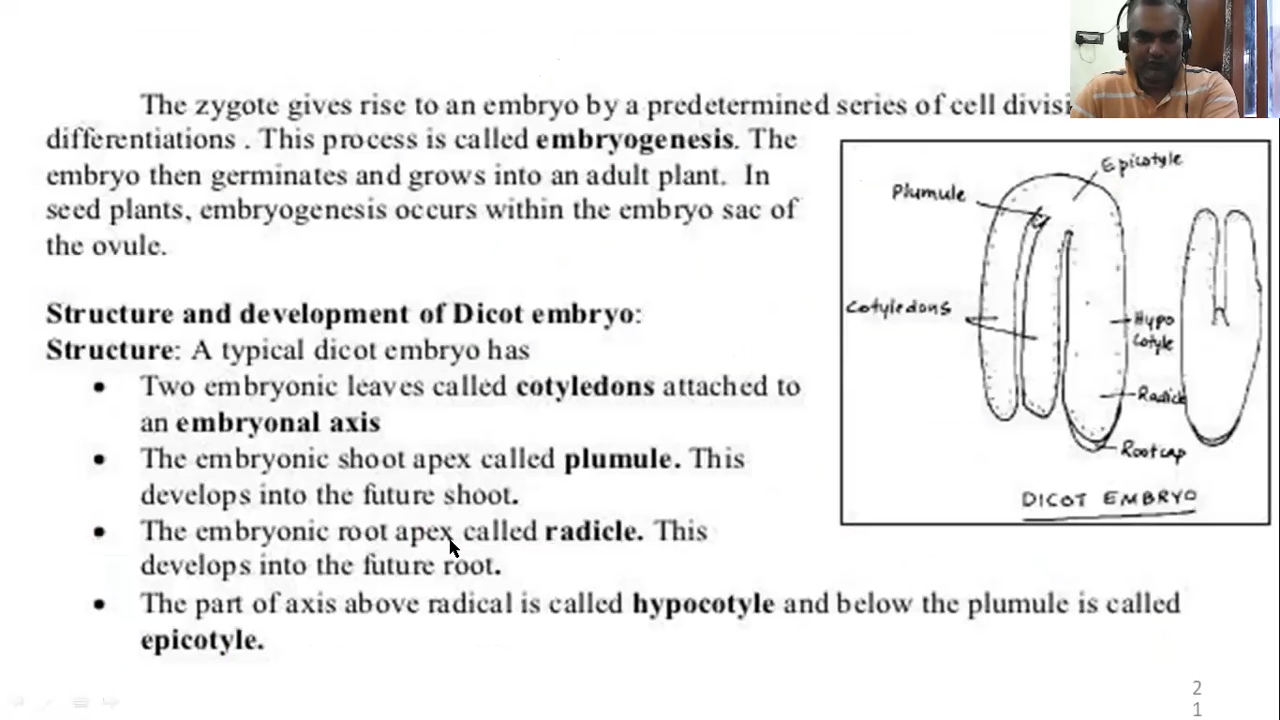 The zygote gives rise to an embryo by a predetermined series of cell
differentiations . This process is called embryogenesis. The
embryo then germinates and grows into an adult plant. In
seed plants, embryogenesis occurs within the embryo sac of
the ovule.
Structure and development of Dicot embryo:
Structure: A typical dicot embryo has
• Two embryonic leaves called cotyledons attached to
an embryonal axis
• The embryonic shoot apex called plumule. This
develops into the future shoot.
• The embryonic root apex called radicle. This
develops into the future root.
• The part of axis above radical is called hypocotyle and below the plumule is called
epicotyle.
Epicotyle
Plumule
Cotyledons
Hypo
cotyle
Rootcap
DICOT EMBRYO
2
1